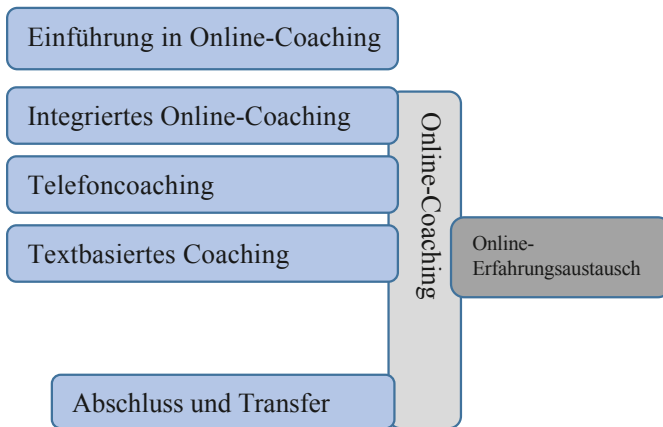 Einführung in Online-Coaching
Integriertes Online-Coaching
Telefoncoaching
Textbasiertes Coaching
Online-Coaching
Online-
Erfahrungsaustausch
Abschluss und Transfer